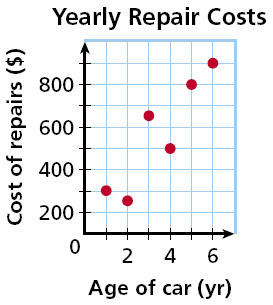 Yearly Repair Costs
Cost of repairs ($)
800
600
400
200
0
2 4 6
Age of car (yr)